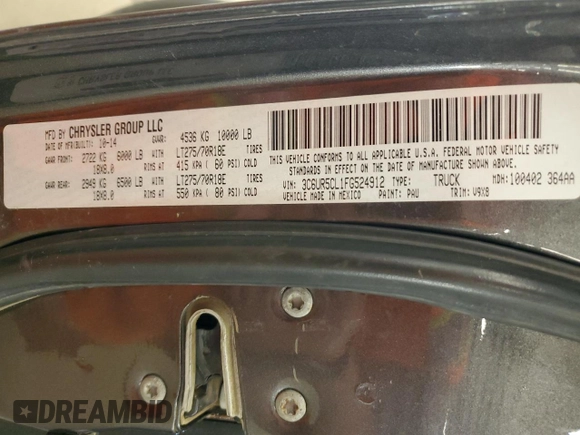 MFD BY CHRYSLER GROUP LLC
DATE OF MFR(BUILT): 10-14 GVWR: 4536 KG 10000 LB
GAWR FRONT: 2722 KG 6000 LB WITH LT275/70R18E TIRES
18X8.0 RIMS AT 415 KPA ( 60 PSI) COLD
GAWR REAR: 2949 KG 6500 LB WITH LT275/70R18E TIRES
18X8.0 RIMS AT 550 KPA ( 80 PSI) COLD
THIS VEHICLE CONFORMS TO ALL APPLICABLE U.S.A. FEDERAL MOTOR VEHICLE SAFETY
STANDARDS IN EFFECT ON THE DATE OF MANUFACTURE SHOWN ABOVE.
VIN: 3C6UR5CL1FG524912 TYPE: TRUCK MDH: 100402 364AA
VEHICLE MADE IN MEXICO PAINT: PAU TRIM: V9X8
DREAMBID